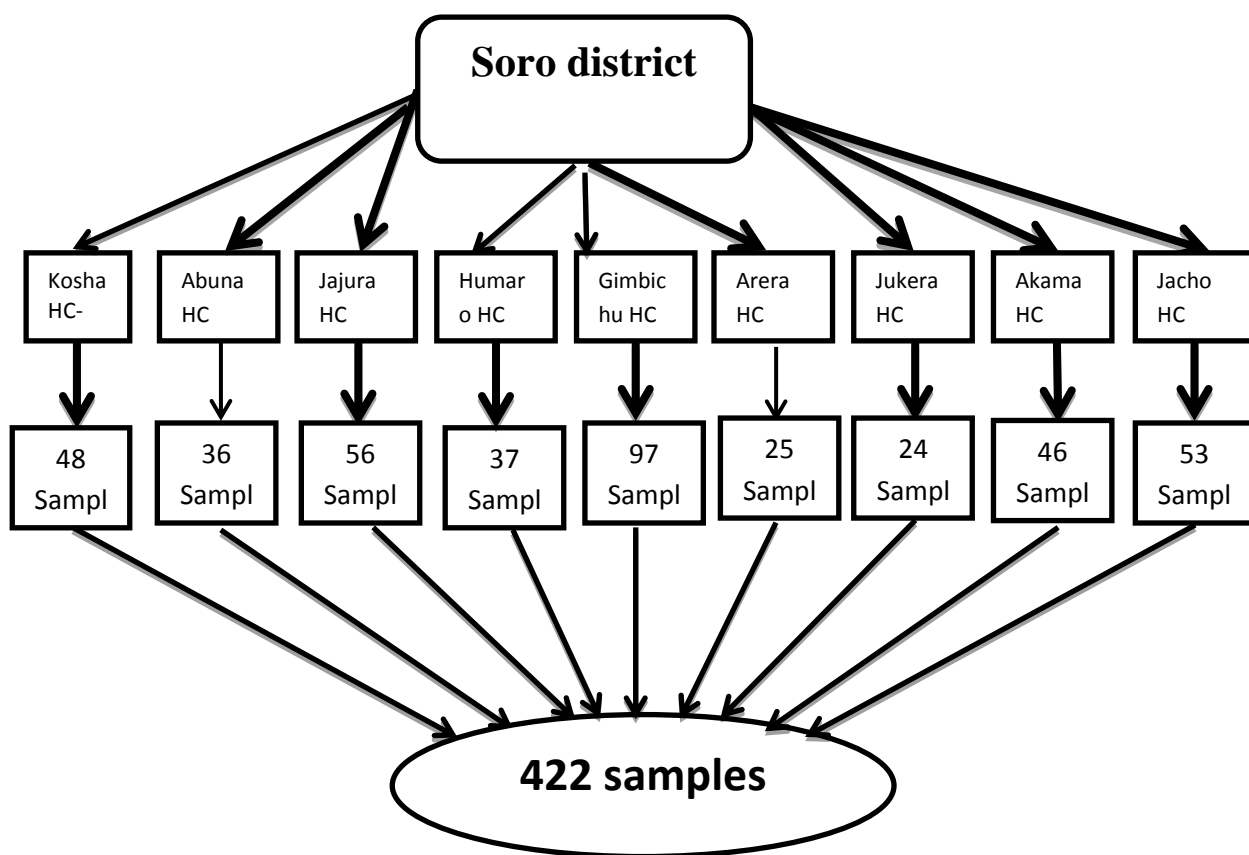 Soro district
Kosha
HC-
Abuna
HC
Jajura
HC
Humar
o HC
Gimbic
hu HC
Arera
HC
Jukera
HC
Akama
HC
Jacho
HC
48
Sampl
36
Sampl
56
Sampl
37
Sampl
97
Sampl
25
Sampl
24
Sampl
46
Sampl
53
Sampl
422 samples